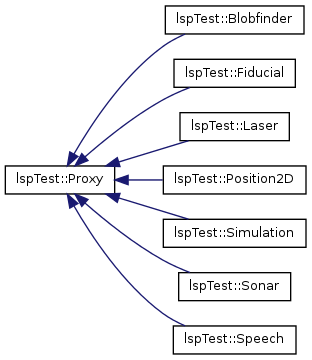 lspTest::Blobfinder
lspTest::Fiducial
lspTest::Laser
lspTest::Proxy
lspTest::Position2D
lspTest::Simulation
lspTest::Sonar
lspTest::Speech